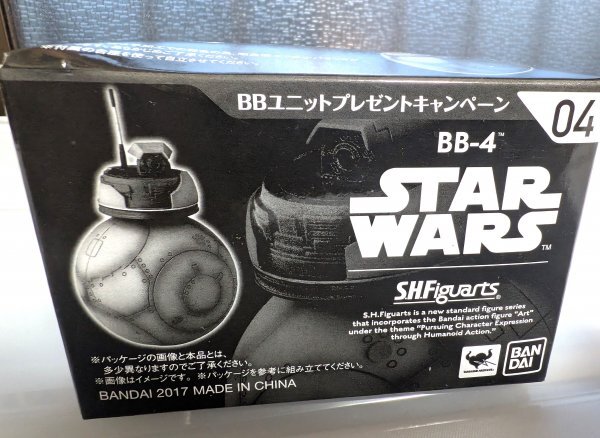 BBユニットプレゼントキャンペーン
04
BB-4™
STAR
WARS™
S.H.Figuarts
S.H.Figuarts is a new standard figure series
that incorporates the Bandai action figure "Art"
under the theme "Pursuing Character Expression
through Humanoid Action."
※パッケージの画像と本品とは、
多少異なりますのでご了承ください。
※画像はイメージです。 ※パッケージを参考に組み立ててください。
BANDAI 2017 MADE IN CHINA
BAN
DAI